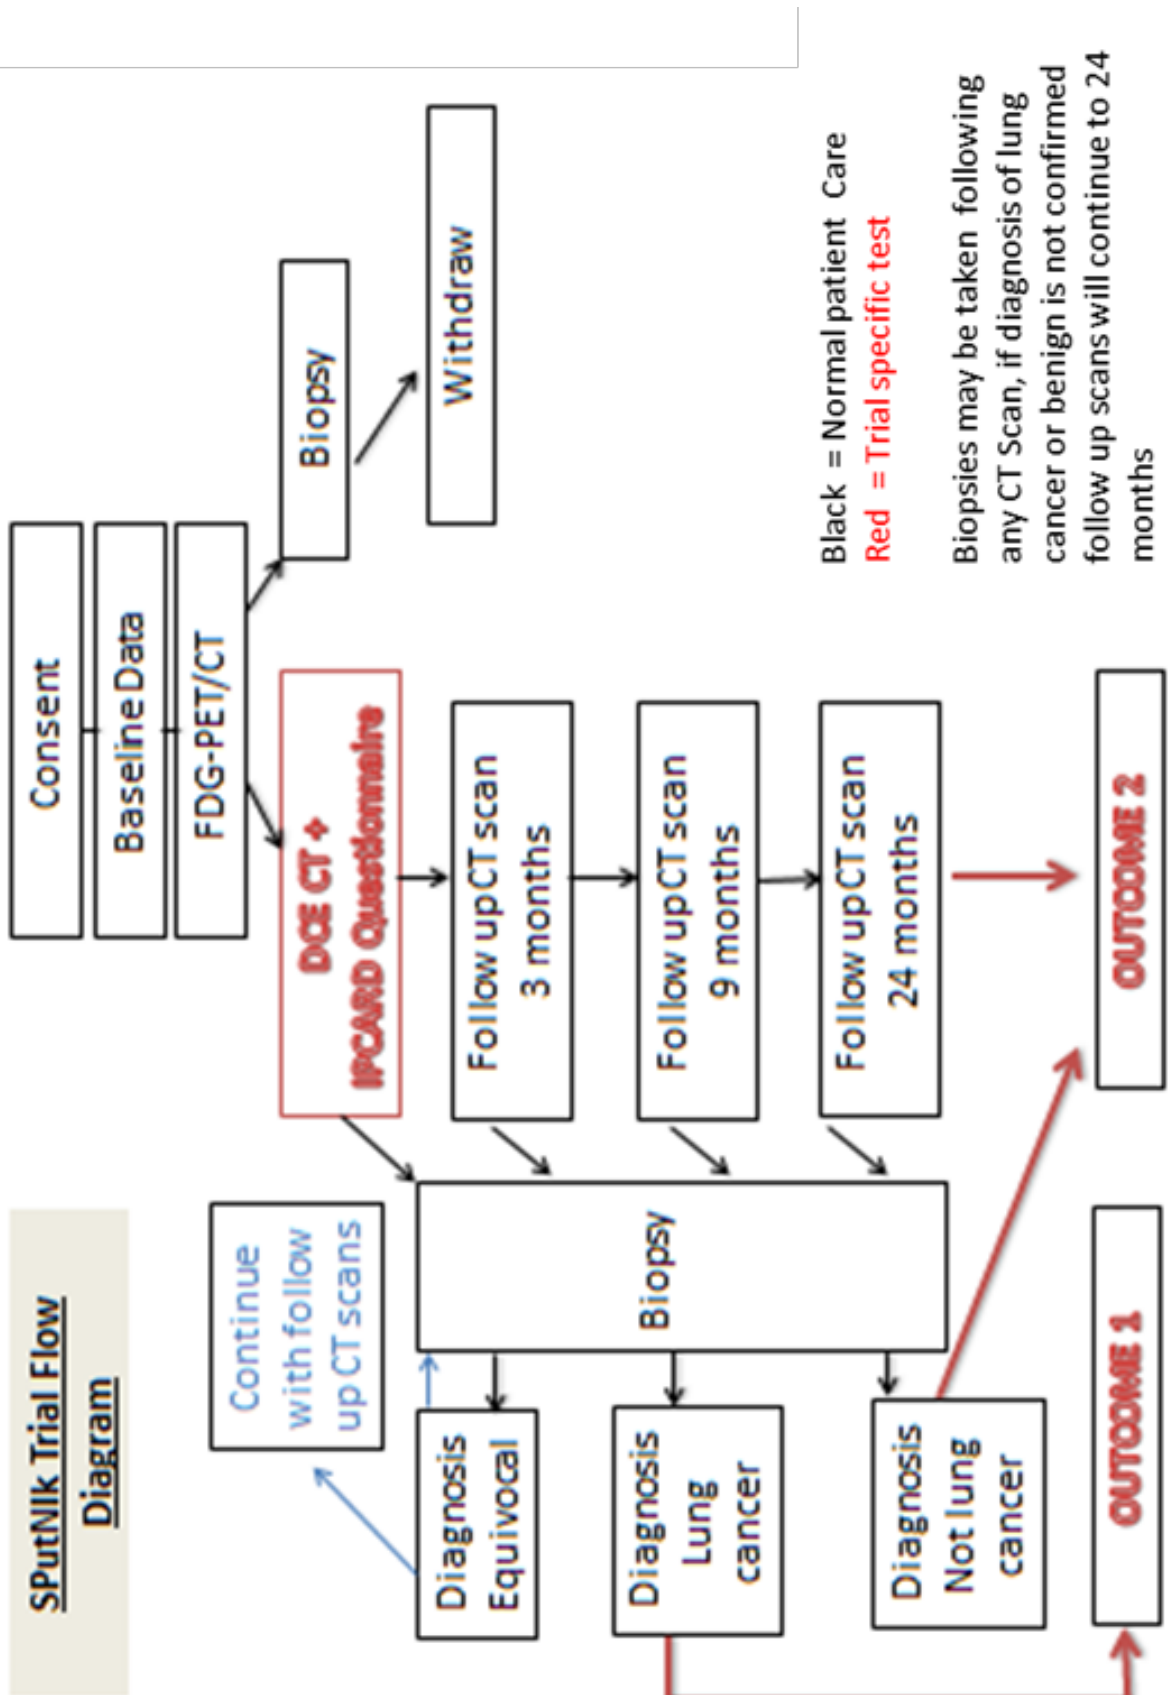 SPutNIk Trial Flow
Diagram
Consent
Baseline Data
FDG-PET/CT
Biopsy
Withdraw
DCE CT +
IPCARD Questionnaire
Follow up CT scan
3 months
Follow up CT scan
9 months
Follow up CT scan
24 months
Continue
with follow
up CT scans
Biopsy
Diagnosis
Equivocal
Diagnosis
Lung
cancer
Diagnosis
Not lung
cancer
OUTCOME 1
OUTCOME 2
Black = Normal patient Care
Red = Trial specific test
Biopsies may be taken following
any CT Scan, if diagnosis of lung
cancer or benign is not confirmed
follow up scans will continue to 24
months